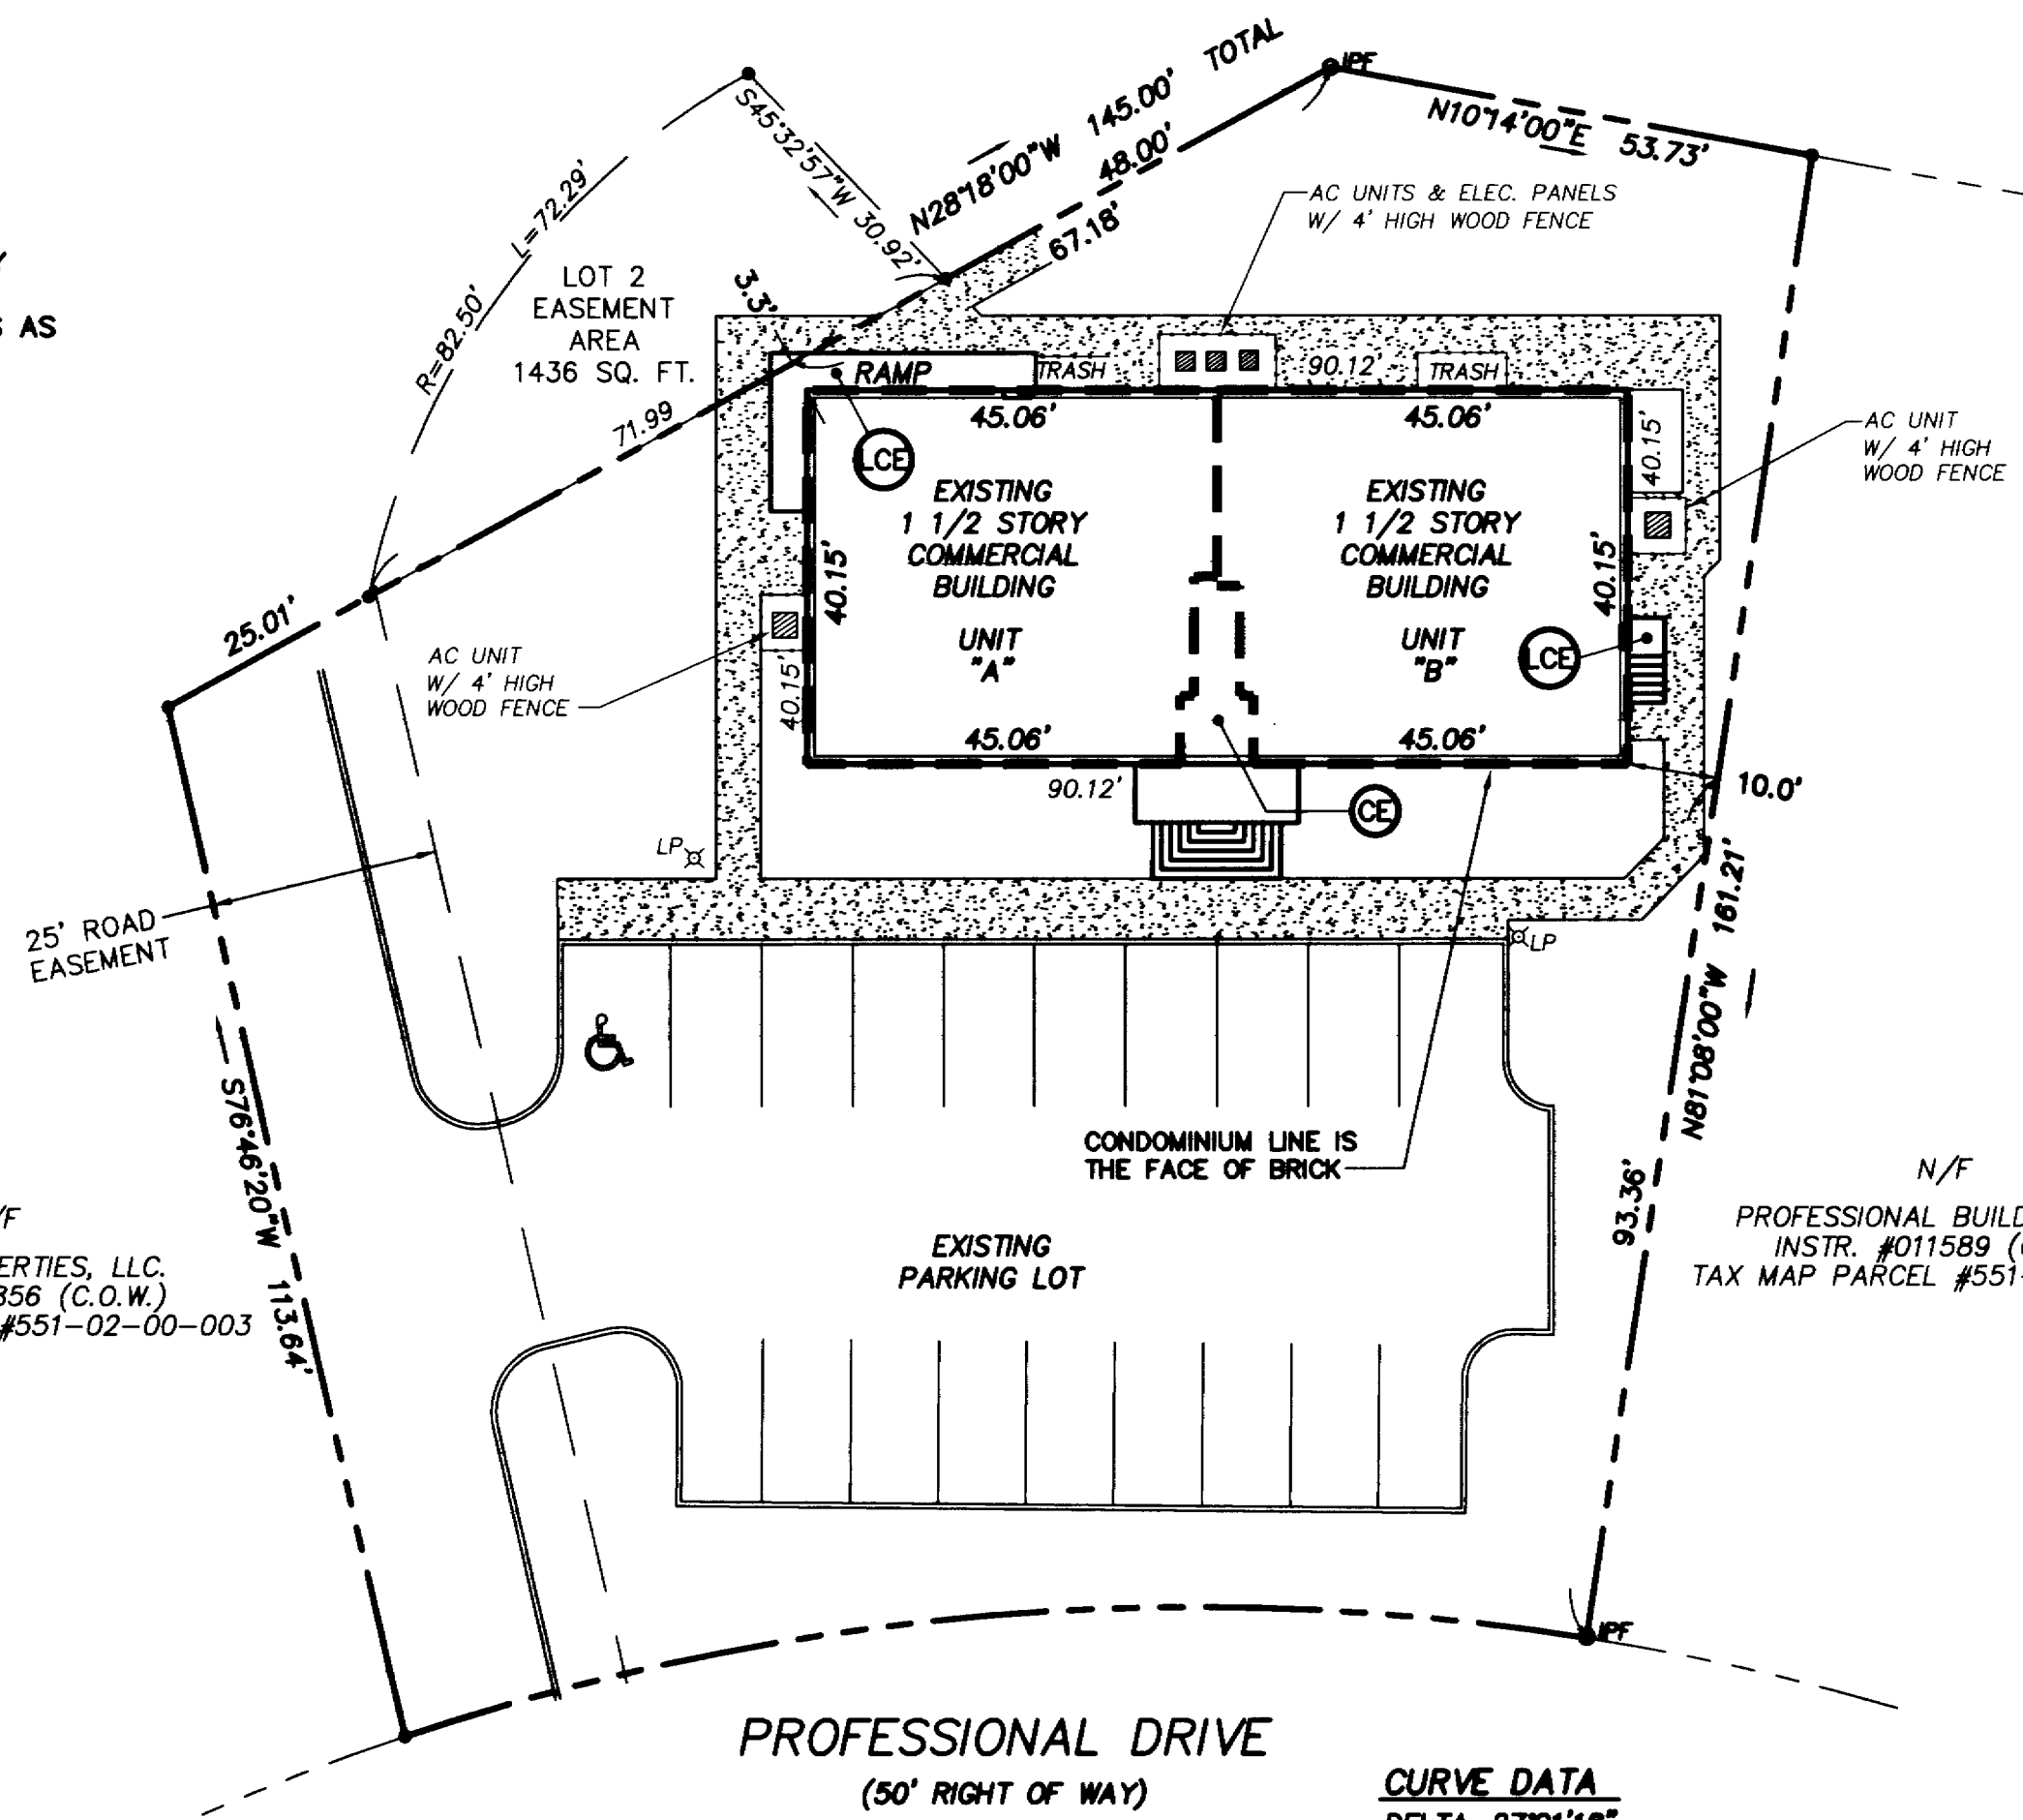 S AS
IPF
N28°18'00"W 145.00' TOTAL
48.00'
67.18'
N10°14'00"E 53.73'
S45°32'57"W 30.92'
L=72.29'
R=82.50'
LOT 2
EASEMENT
AREA
1436 SQ. FT.
3.3'
71.99
25.01'
AC UNITS & ELEC. PANELS
W/ 4' HIGH WOOD FENCE
RAMP
TRASH
90.12'
TRASH
45.06'
45.06'
LCE
40.15'
AC UNIT
W/ 4' HIGH
WOOD FENCE
EXISTING
1 1/2 STORY
COMMERCIAL
BUILDING
UNIT
"A"
EXISTING
1 1/2 STORY
COMMERCIAL
BUILDING
UNIT
"B"
40.15'
40.15'
LCE
AC UNIT
W/ 4' HIGH
WOOD FENCE
40.15'
45.06'
45.06'
90.12'
CE
10.0'
LP
LP
25' ROAD
EASEMENT
N81°08'00"W 161.21'
93.36'
S76°46'20"W 113.64'
CONDOMINIUM LINE IS
THE FACE OF BRICK
EXISTING
PARKING LOT
/F
ERTIES, LLC.
356 (C.O.W.)
#551-02-00-003
N/F
PROFESSIONAL BUILD
INSTR. #011589 (
TAX MAP PARCEL #551-
IPF
PROFESSIONAL DRIVE
(50' RIGHT OF WAY)
CURVE DATA